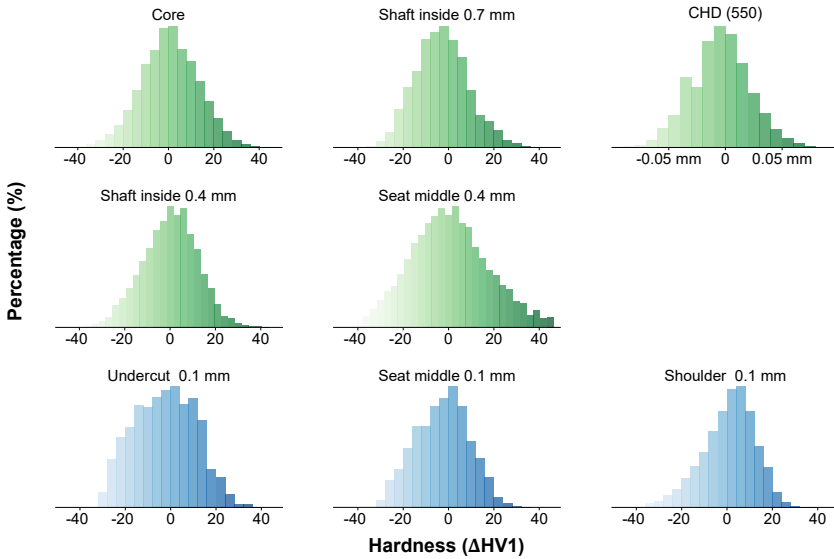 Core
Shaft inside 0.7 mm
CHD (550)
-40 -20 0 20 40
-40 -20 0 20 40
-0.05 mm 0 0.05 mm
Percentage (%)
Shaft inside 0.4 mm
Seat middle 0.4 mm
-40 -20 0 20 40
-40 -20 0 20 40
Undercut 0.1 mm
Seat middle 0.1 mm
Shoulder 0.1 mm
-40 -20 0 20 40
-40 -20 0 20 40
-40 -20 0 20 40
Hardness (ΔHV1)